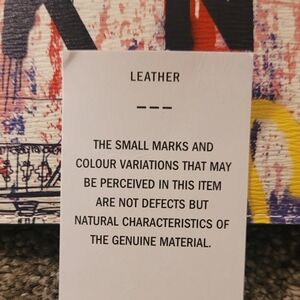 LEATHER
THE SMALL MARKS AND
COLOUR VARIATIONS THAT MAY
BE PERCEIVED IN THIS ITEM
ARE NOT DEFECTS BUT
NATURAL CHARACTERISTICS OF
THE GENUINE MATERIAL.